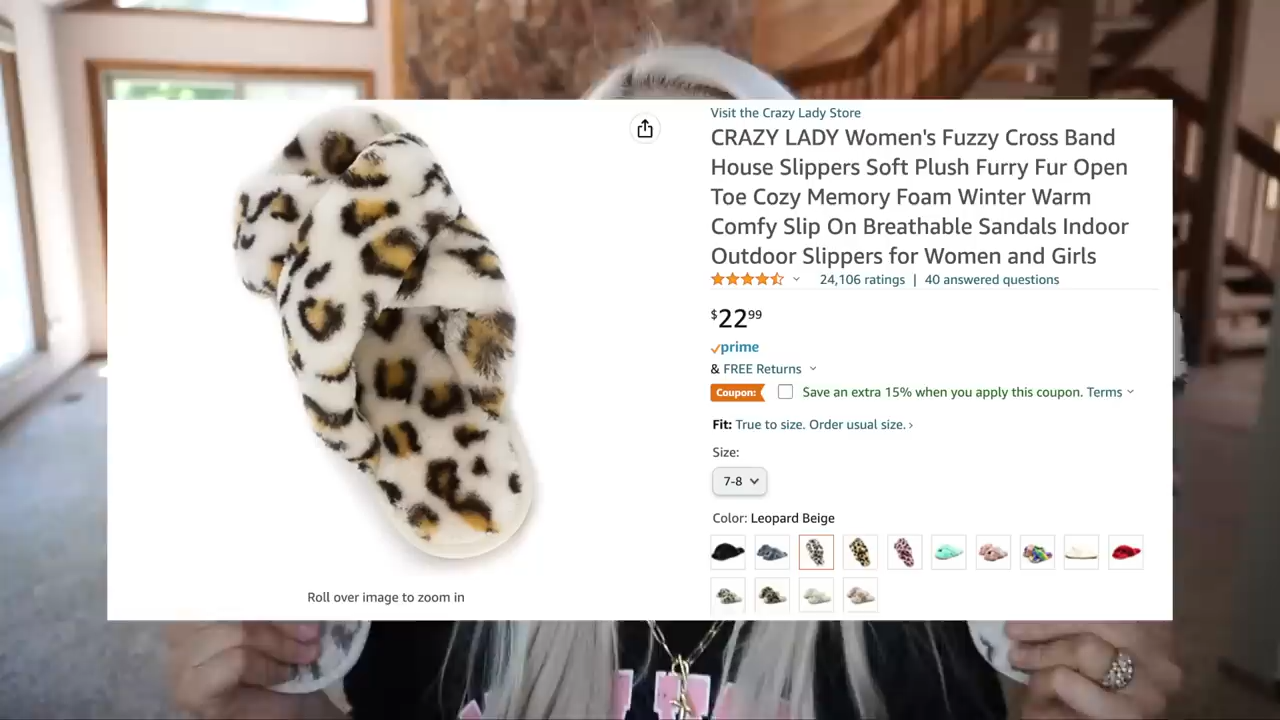 Visit the Crazy Lady Store
CRAZY LADY Women's Fuzzy Cross Band
House Slippers Soft Plush Furry Fur Open
Toe Cozy Memory Foam Winter Warm
Comfy Slip On Breathable Sandals Indoor
Outdoor Slippers for Women and Girls
24,106 ratings | 40 answered questions
$22.99
prime
& FREE Returns
Coupon: Save an extra 15% when you apply this coupon. Terms
Fit: True to size. Order usual size. ›
Size:
7-8
Color: Leopard Beige
Roll over image to zoom in